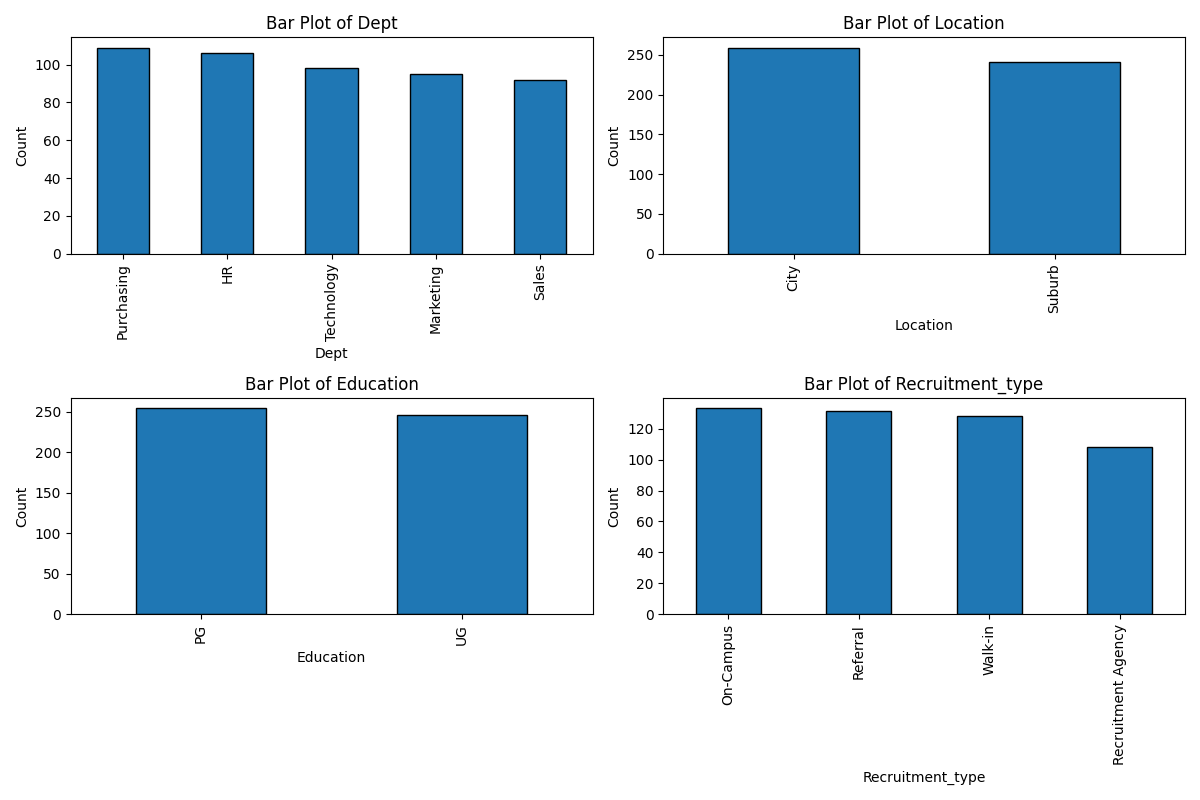 Bar Plot of Dept
Count
100
80
60
40
20
0
Purchasing
HR
Technology
Marketing
Sales
Dept
Bar Plot of Location
Count
250
200
150
100
50
0
City
Suburb
Location
Bar Plot of Education
Count
250
200
150
100
50
0
PG
UG
Education
Bar Plot of Recruitment_type
Count
120
100
80
60
40
20
0
On-Campus
Referral
Walk-in
Recruitment Agency
Recruitment_type